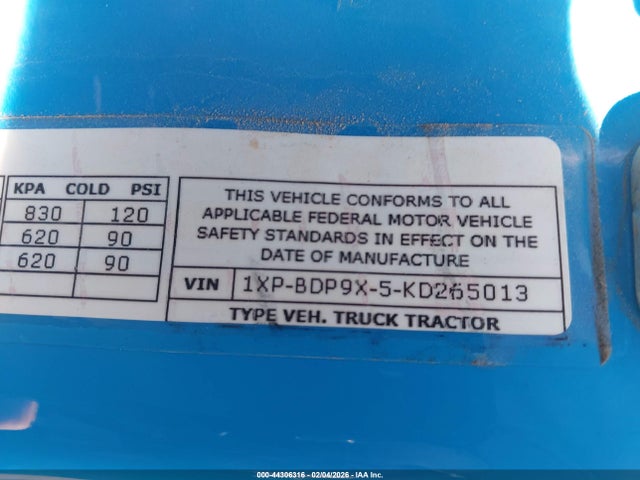 KPA COLD PSI
830 120
620 90
620 90
THIS VEHICLE CONFORMS TO ALL
APPLICABLE FEDERAL MOTOR VEHICLE
SAFETY STANDARDS IN EFFECT ON THE
DATE OF MANUFACTURE
VIN 1XP-BDP9X-5-KD265013
TYPE VEH. TRUCK TRACTOR
000-44306316 | 02/04/2026 | IAA Inc.